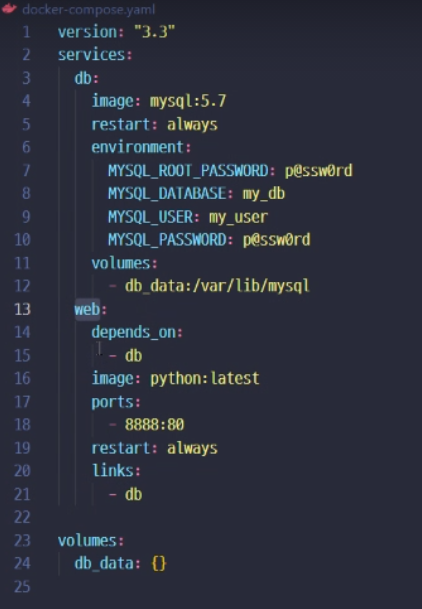 docker-compose.yaml
1 version: "3.3"
2 services:
3 db:
4 image: mysql:5.7
5 restart: always
6 environment:
7 MYSQL_ROOT_PASSWORD: p@ssw0rd
8 MYSQL_DATABASE: my_db
9 MYSQL_USER: my_user
10 MYSQL_PASSWORD: p@ssw0rd
11 volumes:
12 - db_data:/var/lib/mysql
13 web:
14 depends_on:
15 - db
16 image: python:latest
17 ports:
18 - 8888:80
19 restart: always
20 links:
21 - db
22
23 volumes:
24 db_data: {}
25